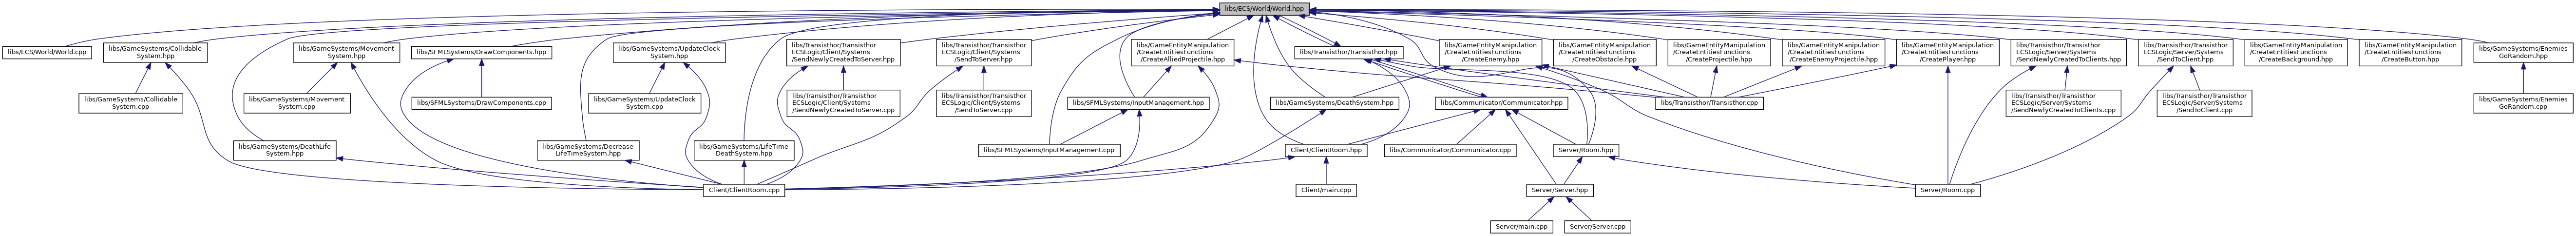 libs/ECS/World/World.hpp
libs/ECS/World/World.cpp
libs/GameSystems/Collidable
System.hpp
libs/GameSystems/Movement
System.hpp
libs/SFMLSystems/DrawComponents.hpp
libs/GameSystems/UpdateClock
System.hpp
libs/Transisthor/Transisthor
ECSLogic/Client/Systems
/SendNewlyCreatedToServer.hpp
libs/Transisthor/Transisthor
ECSLogic/Client/Systems
/SendToServer.hpp
libs/GameEntityManipulation
/CreateEntitiesFunctions
/CreateAlliedProjectile.hpp
libs/Transisthor/Transisthor.hpp
libs/GameEntityManipulation
/CreateEntitiesFunctions
/CreateEnemy.hpp
libs/GameEntityManipulation
/CreateEntitiesFunctions
/CreateObstacle.hpp
libs/GameEntityManipulation
/CreateEntitiesFunctions
/CreateProjectile.hpp
libs/GameEntityManipulation
/CreateEntitiesFunctions
/CreateEnemyProjectile.hpp
libs/GameEntityManipulation
/CreateEntitiesFunctions
/CreatePlayer.hpp
libs/Transisthor/Transisthor
ECSLogic/Server/Systems
/SendNewlyCreatedToClients.hpp
libs/Transisthor/Transisthor
ECSLogic/Server/Systems
/SendToClient.hpp
libs/GameEntityManipulation
/CreateEntitiesFunctions
/CreateBackground.hpp
libs/GameEntityManipulation
/CreateEntitiesFunctions
/CreateButton.hpp
libs/GameSystems/Enemies
GoRandom.hpp
libs/GameSystems/Collidable
System.cpp
libs/GameSystems/Movement
System.cpp
libs/SFMLSystems/DrawComponents.cpp
libs/GameSystems/UpdateClock
System.cpp
libs/Transisthor/Transisthor
ECSLogic/Client/Systems
/SendNewlyCreatedToServer.cpp
libs/Transisthor/Transisthor
ECSLogic/Client/Systems
/SendToServer.cpp
libs/SFMLSystems/InputManagement.hpp
libs/GameSystems/DeathSystem.hpp
libs/Communicator/Communicator.hpp
libs/Transisthor/Transisthor.cpp
libs/Transisthor/Transisthor
ECSLogic/Server/Systems
/SendNewlyCreatedToClients.cpp
libs/Transisthor/Transisthor
ECSLogic/Server/Systems
/SendToClient.cpp
libs/GameSystems/Enemies
GoRandom.cpp
libs/GameSystems/DeathLife
System.hpp
libs/GameSystems/Decrease
LifeTimeSystem.hpp
libs/GameSystems/LifeTime
DeathSystem.hpp
libs/SFMLSystems/InputManagement.cpp
Client/ClientRoom.hpp
libs/Communicator/Communicator.cpp
Server/Room.hpp
Client/ClientRoom.cpp
Client/main.cpp
Server/Server.hpp
Server/Room.cpp
Server/main.cpp
Server/Server.cpp